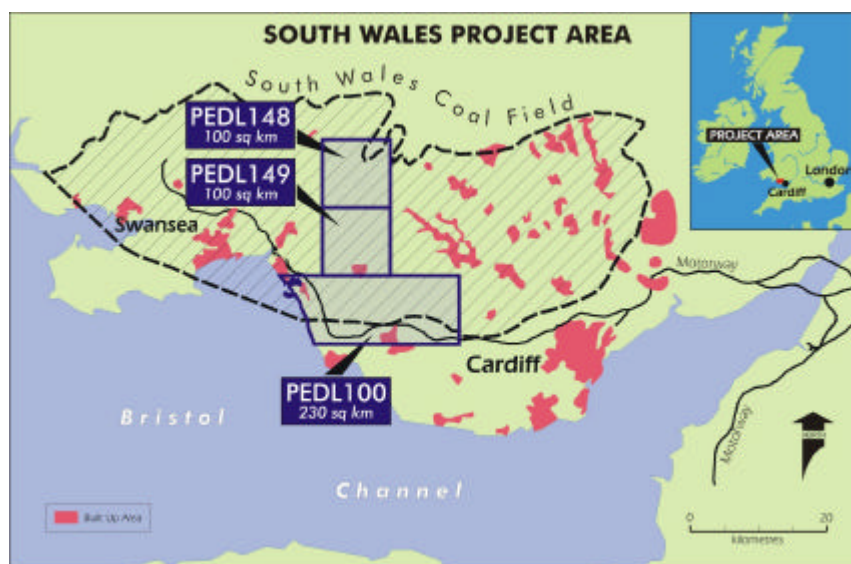 SOUTH WALES PROJECT AREA
South Wales Coal Field
PEDL148
100 sq km
PEDL149
100 sq km
PROJECT AREA
London
Cardiff
Swansea
Motorway
Cardiff
PEDL100
230 sq km
Bristol
Channel
Motorway
NORTH
Built Up Area
0 20
kilometres